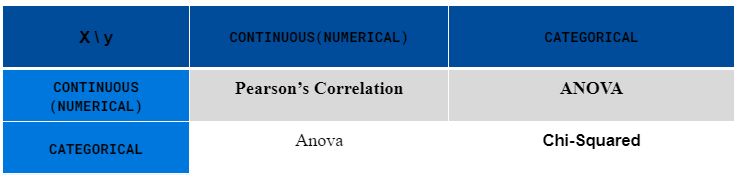 X \ y CONTINUOUS(NUMERICAL) CATEGORICAL
CONTINUOUS
(NUMERICAL) Pearson’s Correlation ANOVA
CATEGORICAL Anova Chi-Squared